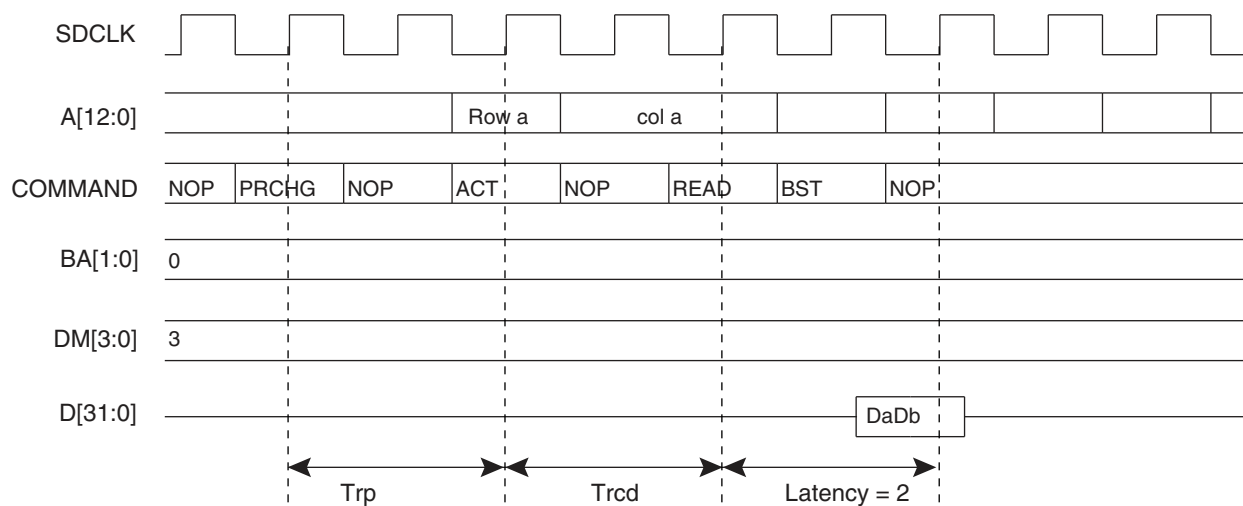 SDCLK
A[12:0] Row a col a
COMMAND NOP PRCHG NOP ACT NOP READ BST NOP
BA[1:0] 0
DM[3:0] 3
D[31:0] DaDb
Trp Trcd Latency = 2